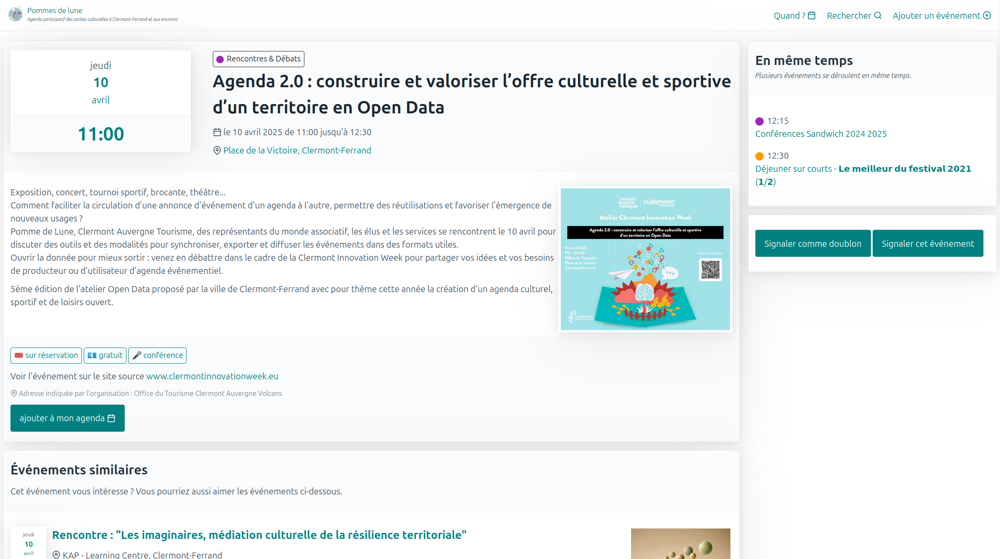 Pommes de lune
Agenda participatif des sorties culturelles à Clermont-Ferrand et aux environs
Quand ?
Rechercher
Ajouter un événement
jeudi
10
avril
11:00
Rencontres & Débats
Agenda 2.0 : construire et valoriser l’offre culturelle et sportive
d’un territoire en Open Data
le 10 avril 2025 de 11:00 jusqu'à 12:30
Place de la Victoire, Clermont-Ferrand
Exposition, concert, tournoi sportif, brocante, théâtre...
Comment faciliter la circulation d'une annonce d'événement d'un agenda à l'autre, permettre des réutilisations et favoriser l’émergence de
nouveaux usages ?
Pomme de Lune, Clermont Auvergne Tourisme, des représentants du monde associatif, les élus et les services se rencontrent le 10 avril pour
discuter des outils et des modalités pour synchroniser, exporter et diffuser les événements dans des formats utiles.
Ouvrir la donnée pour mieux sortir : venez en débattre dans le cadre de la Clermont Innovation Week pour partager vos idées et vos besoins
de producteur ou d’utilisateur d’agenda événementiel.
5ème édition de l'atelier Open Data proposé par la ville de Clermont-Ferrand avec pour thème cette année la création d'un agenda culturel,
sportif et de loisirs ouvert.
clermont
auvergne
métropole
VILLE DE
CLERMONT
FERRAND
Atelier Clermont Innovation Week
Agenda 2.0 : construire et valoriser l'offre culturelle et sportive
d'un territoire en Open Data
10 avril 2025
11h - 12h30
Office du Tourisme
Place de la Victoire
Clermont-Ferrand
Inscrivez-vous ici :
CLERMONT
innovation week
sur réservation
gratuit
conférence
Voir l'événement sur le site source www.clermontinnovationweek.eu
Adresse indiquée par l'organisation : Office du Tourisme Clermont Auvergne Volcans
ajouter à mon agenda
Événements similaires
Cet événement vous intéresse ? Vous pourriez aussi aimer les événements ci-dessous.
jeudi
10
avril
Rencontre : "Les imaginaires, médiation culturelle de la résilience territoriale"
KAP - Learning Centre, Clermont-Ferrand
En même temps
Plusieurs événements se déroulent en même temps.
12:15
Conférences Sandwich 2024 2025
12:30
Déjeuner sur courts - Le meilleur du festival 2021
(1/2)
Signaler comme doublon
Signaler cet événement